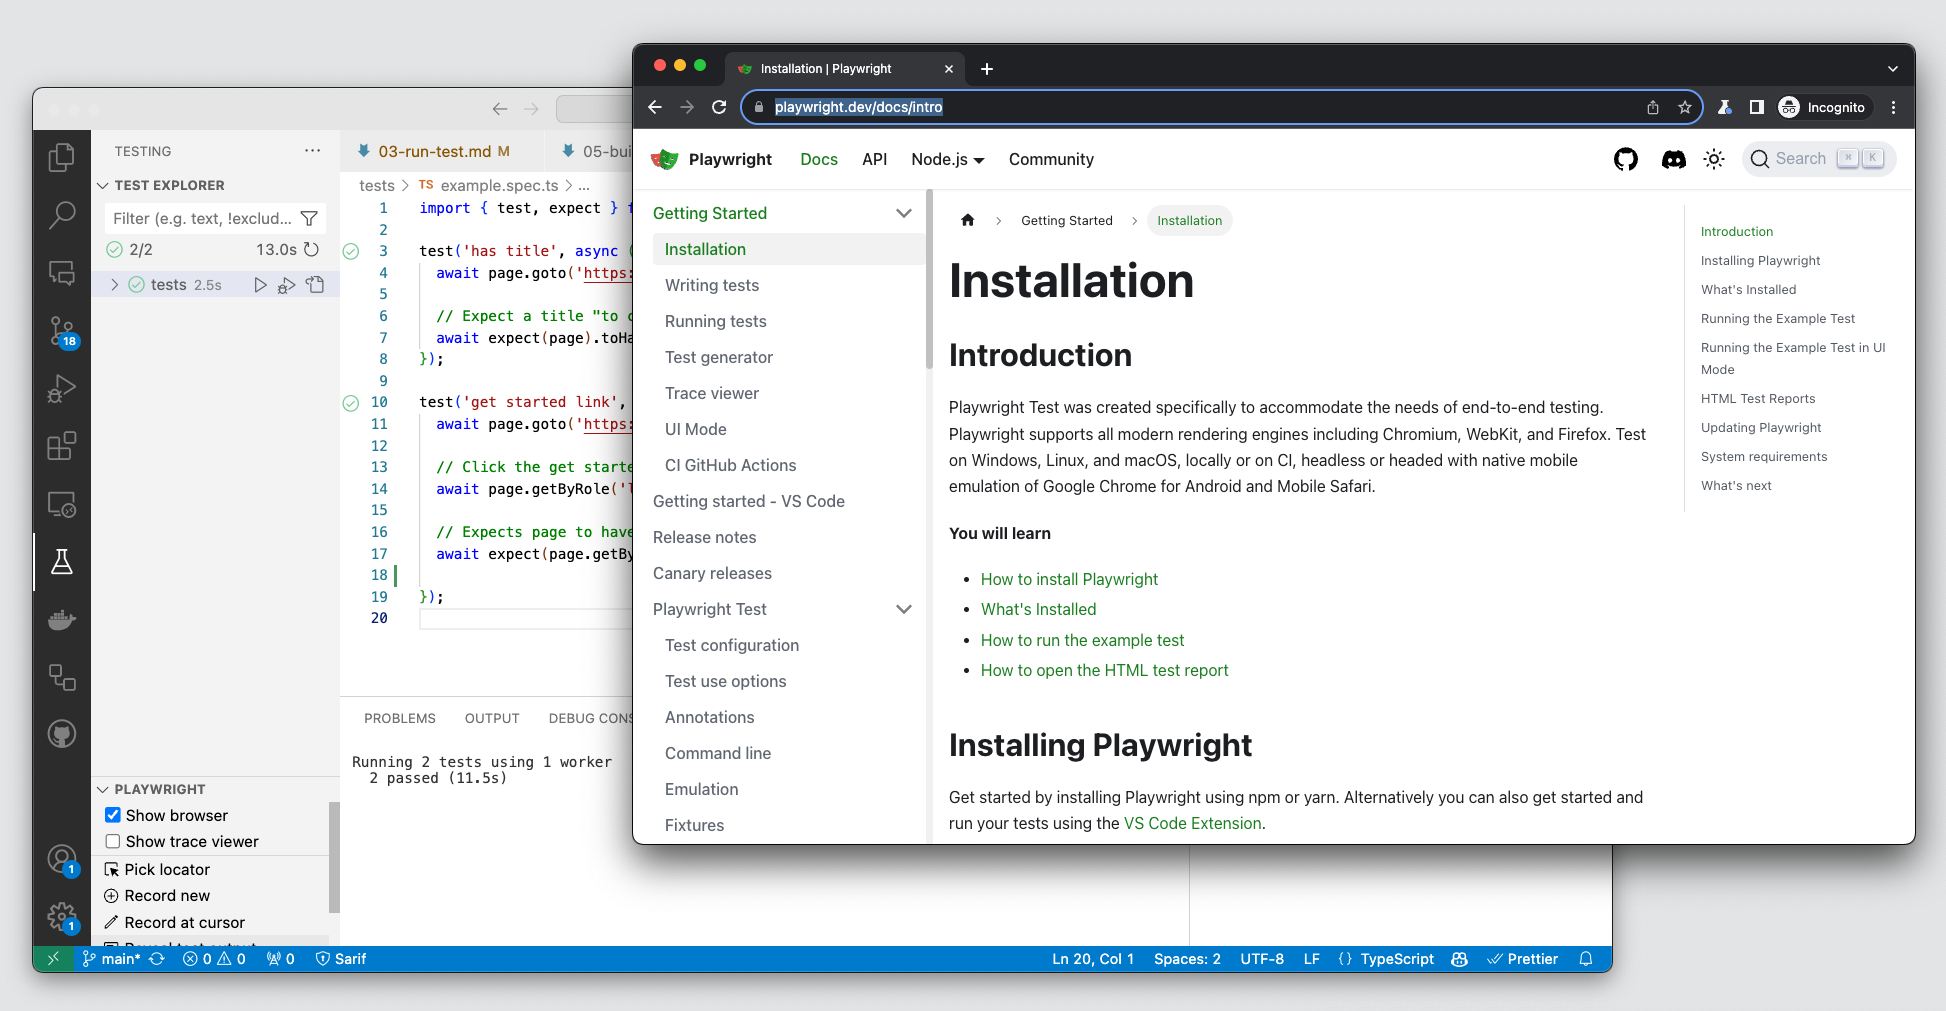 Installation | Playwright
playwright.dev/docs/intro
Incognito
Playwright Docs API Node.js Community
Search ⌘ K
Getting Started
Installation
Writing tests
Running tests
Test generator
Trace viewer
UI Mode
CI GitHub Actions
Getting started - VS Code
Release notes
Canary releases
Playwright Test
Test configuration
Test use options
Annotations
Command line
Emulation
Fixtures
Getting Started
Installation
Installation
Introduction
Playwright Test was created specifically to accommodate the needs of end-to-end testing.
Playwright supports all modern rendering engines including Chromium, WebKit, and Firefox. Test
on Windows, Linux, and macOS, locally or on CI, headless or headed with native mobile
emulation of Google Chrome for Android and Mobile Safari.
You will learn
• How to install Playwright
• What's Installed
• How to run the example test
• How to open the HTML test report
Installing Playwright
Get started by installing Playwright using npm or yarn. Alternatively you can also get started and
run your tests using the VS Code Extension.
Introduction
Installing Playwright
What's Installed
Running the Example Test
Running the Example Test in UI
Mode
HTML Test Reports
Updating Playwright
System requirements
What's next
TESTING
TEST EXPLORER
Filter (e.g. text, !exclud...
2/2 13.0s
tests 2.5s
03-run-test.md M
05-bui
tests > TS example.spec.ts > ...
1 import { test, expect }
2
3 test('has title', async (
4 await page.goto('https:
5
6 // Expect a title "to
7 await expect(page).toHa
8 });
9
10 test('get started link',
11 await page.goto('https:
12
13 // Click the get starte
14 await page.getByRole('
15
16 // Expects page to have
17 await expect(page.getBy
18
19 });
20
PROBLEMS OUTPUT DEBUG CONS
Running 2 tests using 1 worker
2 passed (11.5s)
PLAYWRIGHT
Show browser
Show trace viewer
Pick locator
Record new
Record at cursor
18
1
1
main* 0 0 0 Sarif
Ln 20, Col 1 Spaces: 2 UTF-8 LF {} TypeScript Prettier